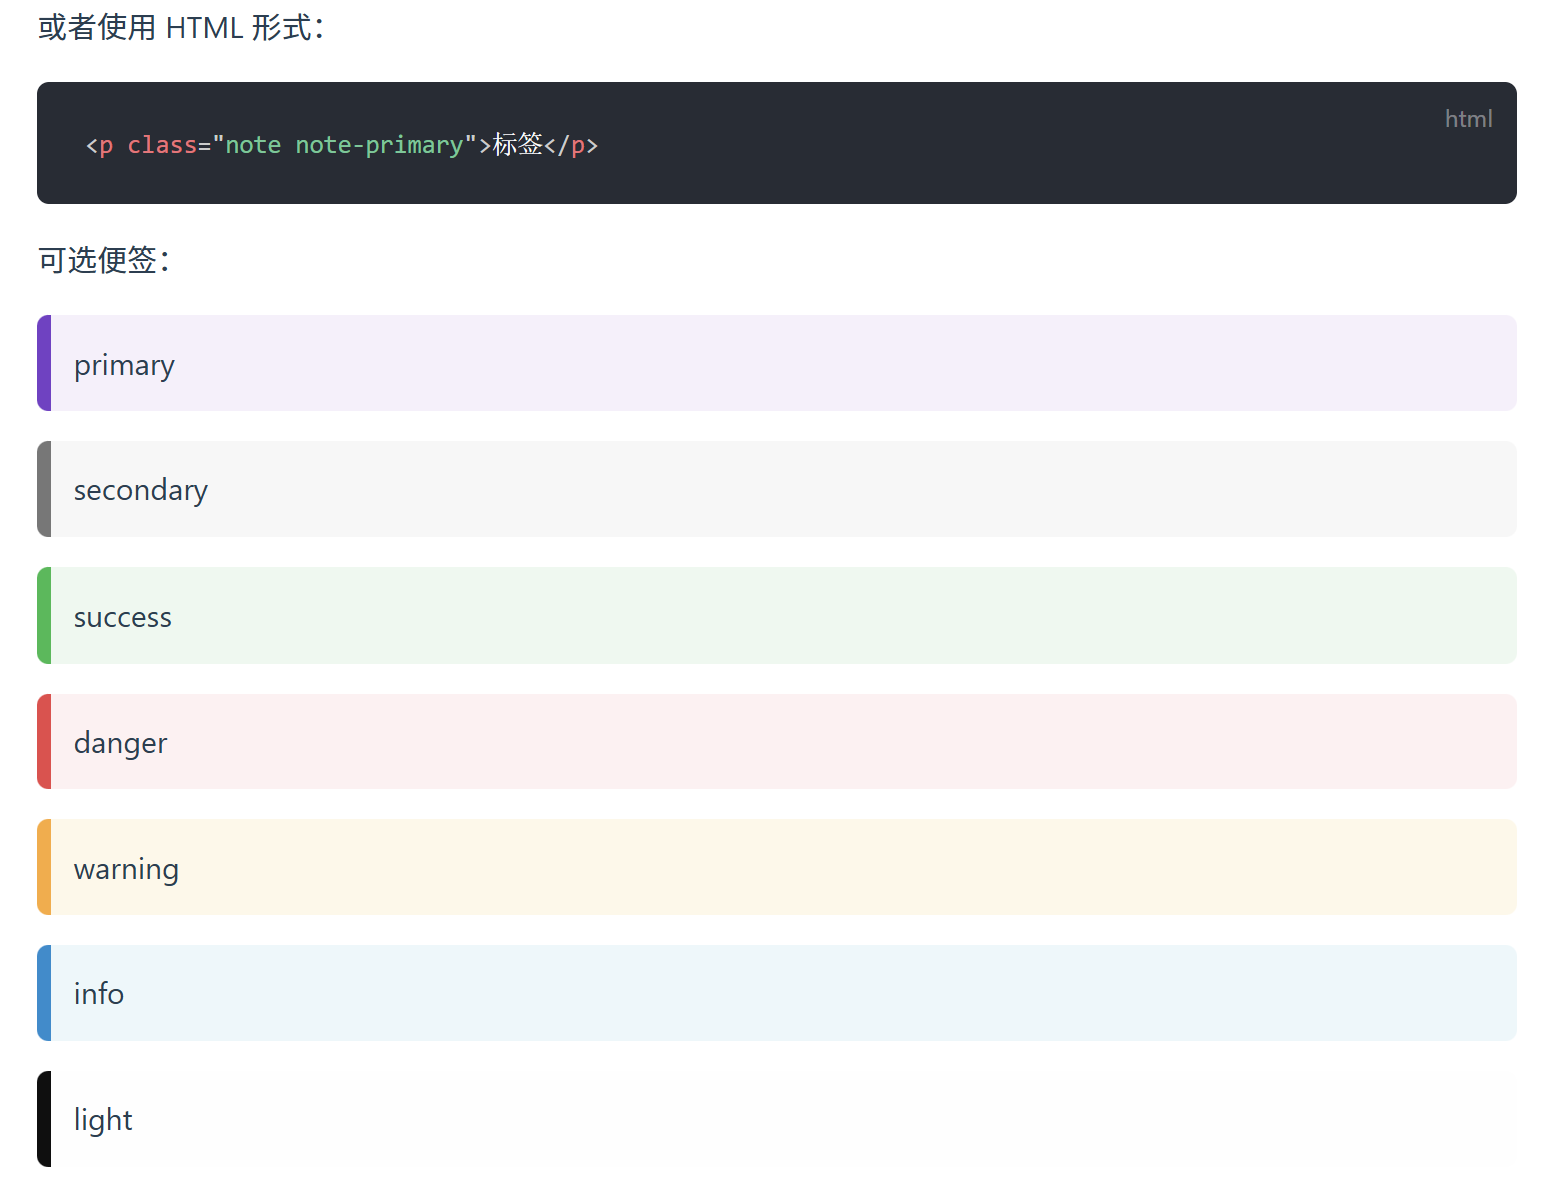 或者使用 HTML 形式：
html
<p class="note note-primary">标签</p>
可选便签：
primary
secondary
success
danger
warning
info
light